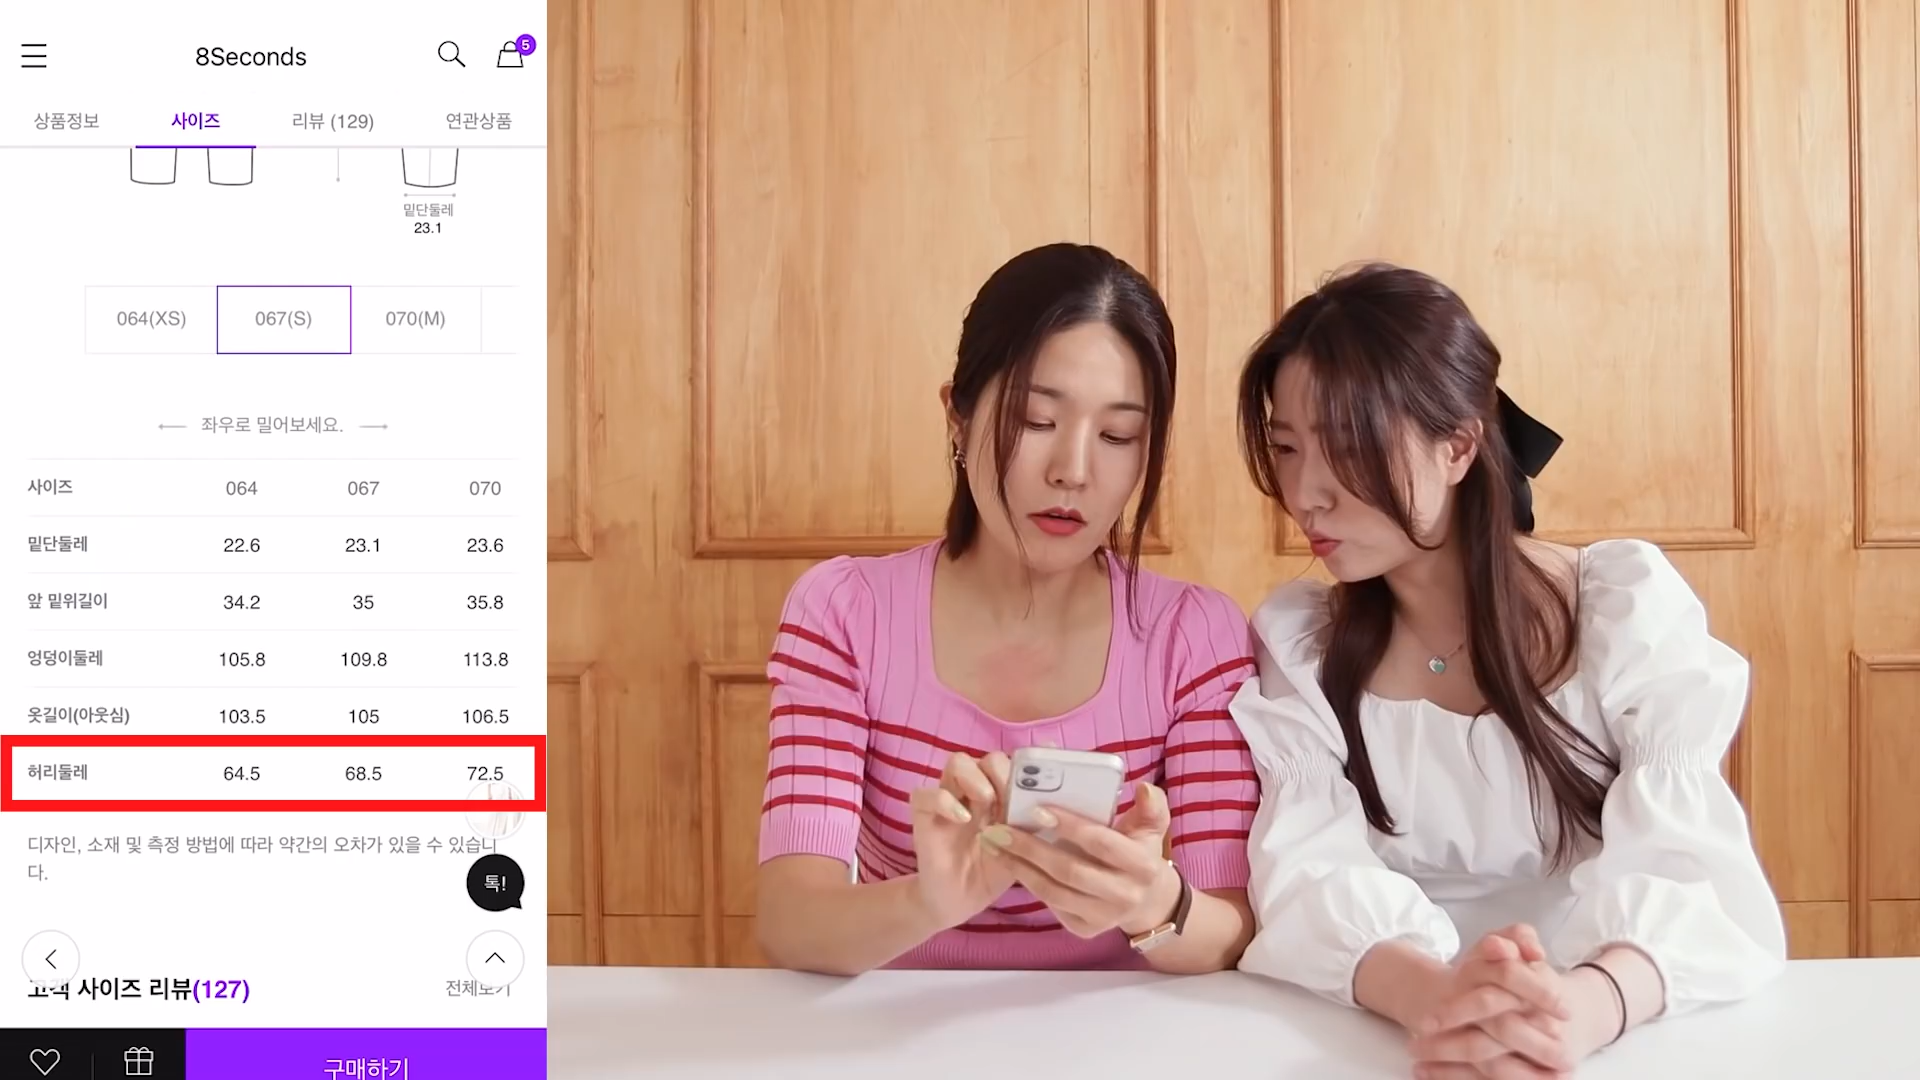 8Seconds
5
상품정보 사이즈 리뷰 (129) 연관상품
밑단둘레
23.1
064(XS) 067(S) 070(M)
좌우로 밀어보세요.
사이즈 064 067 070
밑단둘레 22.6 23.1 23.6
앞 밑위길이 34.2 35 35.8
엉덩이둘레 105.8 109.8 113.8
옷길이(아웃심) 103.5 105 106.5
허리둘레 64.5 68.5 72.5
디자인, 소재 및 측정 방법에 따라 약간의 오차가 있을 수 있습니
다.
톡!
고객 사이즈 리뷰(127) 전체보기
구매하기